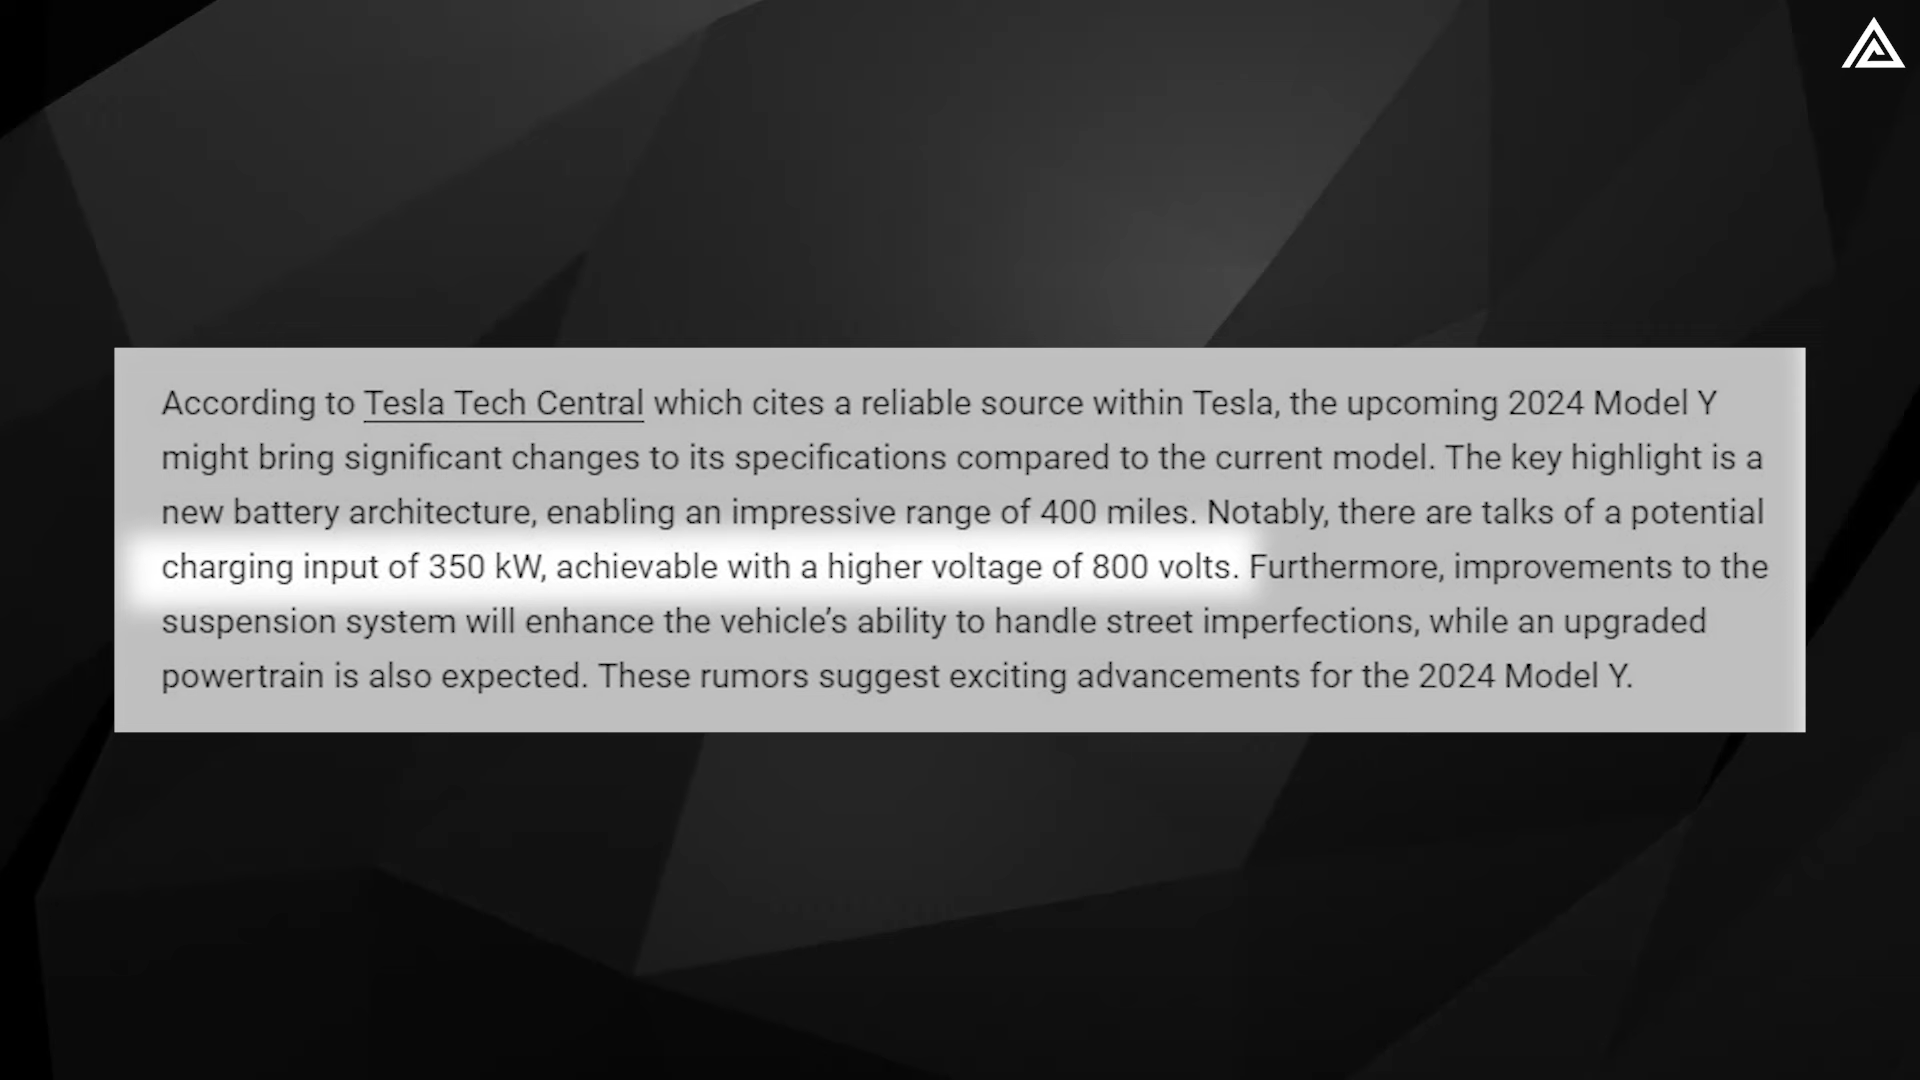 According to Tesla Tech Central which cites a reliable source within Tesla, the upcoming 2024 Model Y
might bring significant changes to its specifications compared to the current model. The key highlight is a
new battery architecture, enabling an impressive range of 400 miles. Notably, there are talks of a potential
charging input of 350 kW, achievable with a higher voltage of 800 volts. Furthermore, improvements to the
suspension system will enhance the vehicle’s ability to handle street imperfections, while an upgraded
powertrain is also expected. These rumors suggest exciting advancements for the 2024 Model Y.